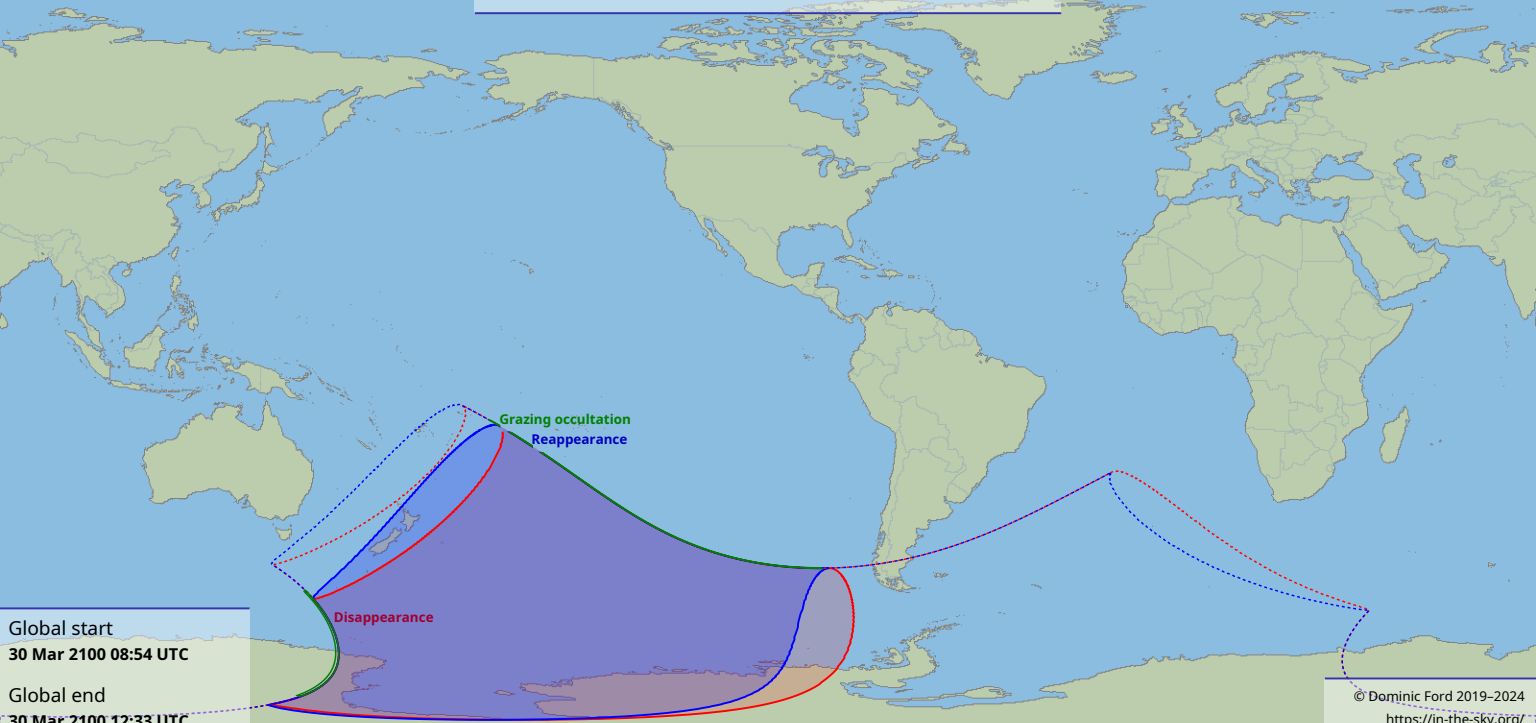 Grazing occultation
Reappearance
Disappearance
Global start
30 Mar 2100 08:54 UTC
Global end
30 Mar 2100 12:33 UTC
© Dominic Ford 2019–2024
https://in-the-sky.org/